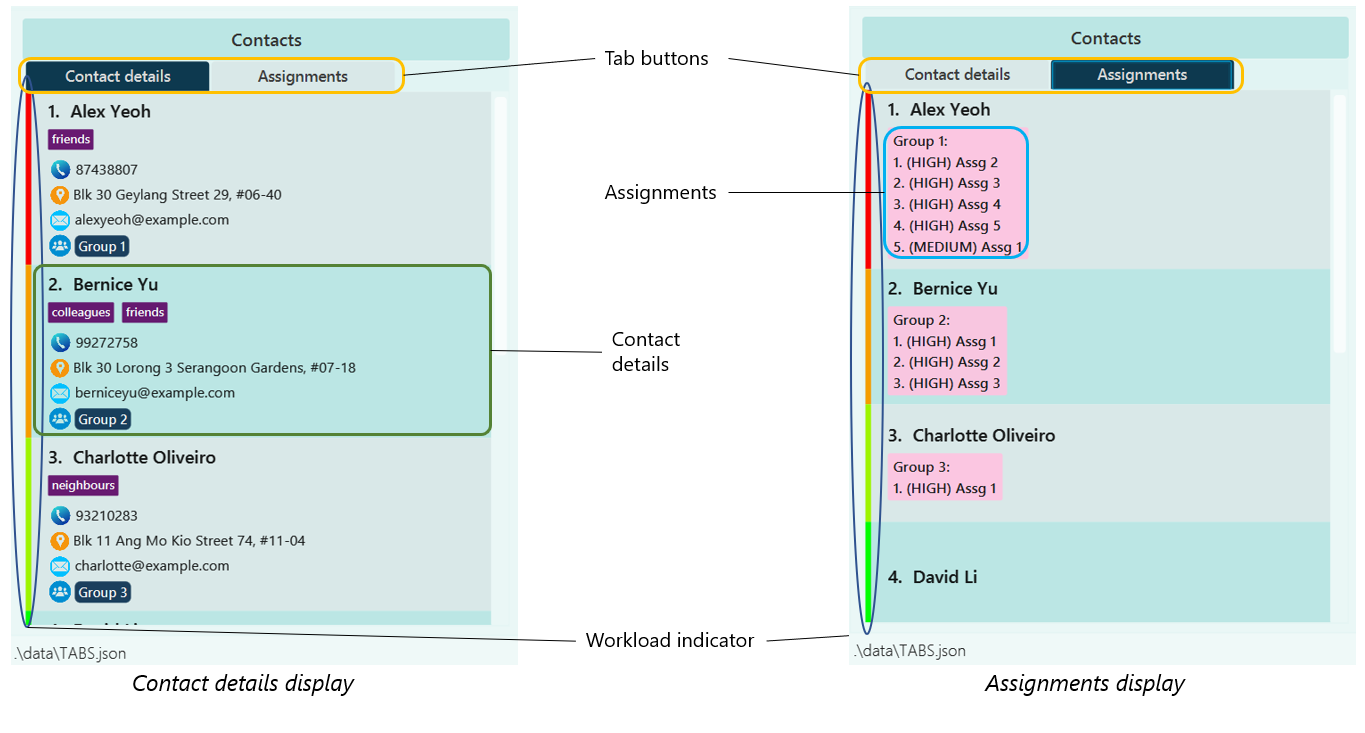 Contacts
Contact details
Assignments
1. Alex Yeoh
friends
87438807
Blk 30 Geylang Street 29, #06-40
alexyeoh@example.com
Group 1
2. Bernice Yu
colleagues friends
99272758
Blk 30 Lorong 3 Serangoon Gardens, #07-18
berniceyu@example.com
Group 2
3. Charlotte Oliveiro
neighbours
93210283
Blk 11 Ang Mo Kio Street 74, #11-04
charlotte@example.com
Group 3
.\data\TABS.json
Contact details display
Tab buttons
Assignments
Contact
details
Workload indicator
Contacts
Contact details
Assignments
1. Alex Yeoh
Group 1:
1. (HIGH) Assg 2
2. (HIGH) Assg 3
3. (HIGH) Assg 4
4. (HIGH) Assg 5
5. (MEDIUM) Assg 1
2. Bernice Yu
Group 2:
1. (HIGH) Assg 1
2. (HIGH) Assg 2
3. (HIGH) Assg 3
3. Charlotte Oliveiro
Group 3:
1. (HIGH) Assg 1
4. David Li
.\data\TABS.json
Assignments display